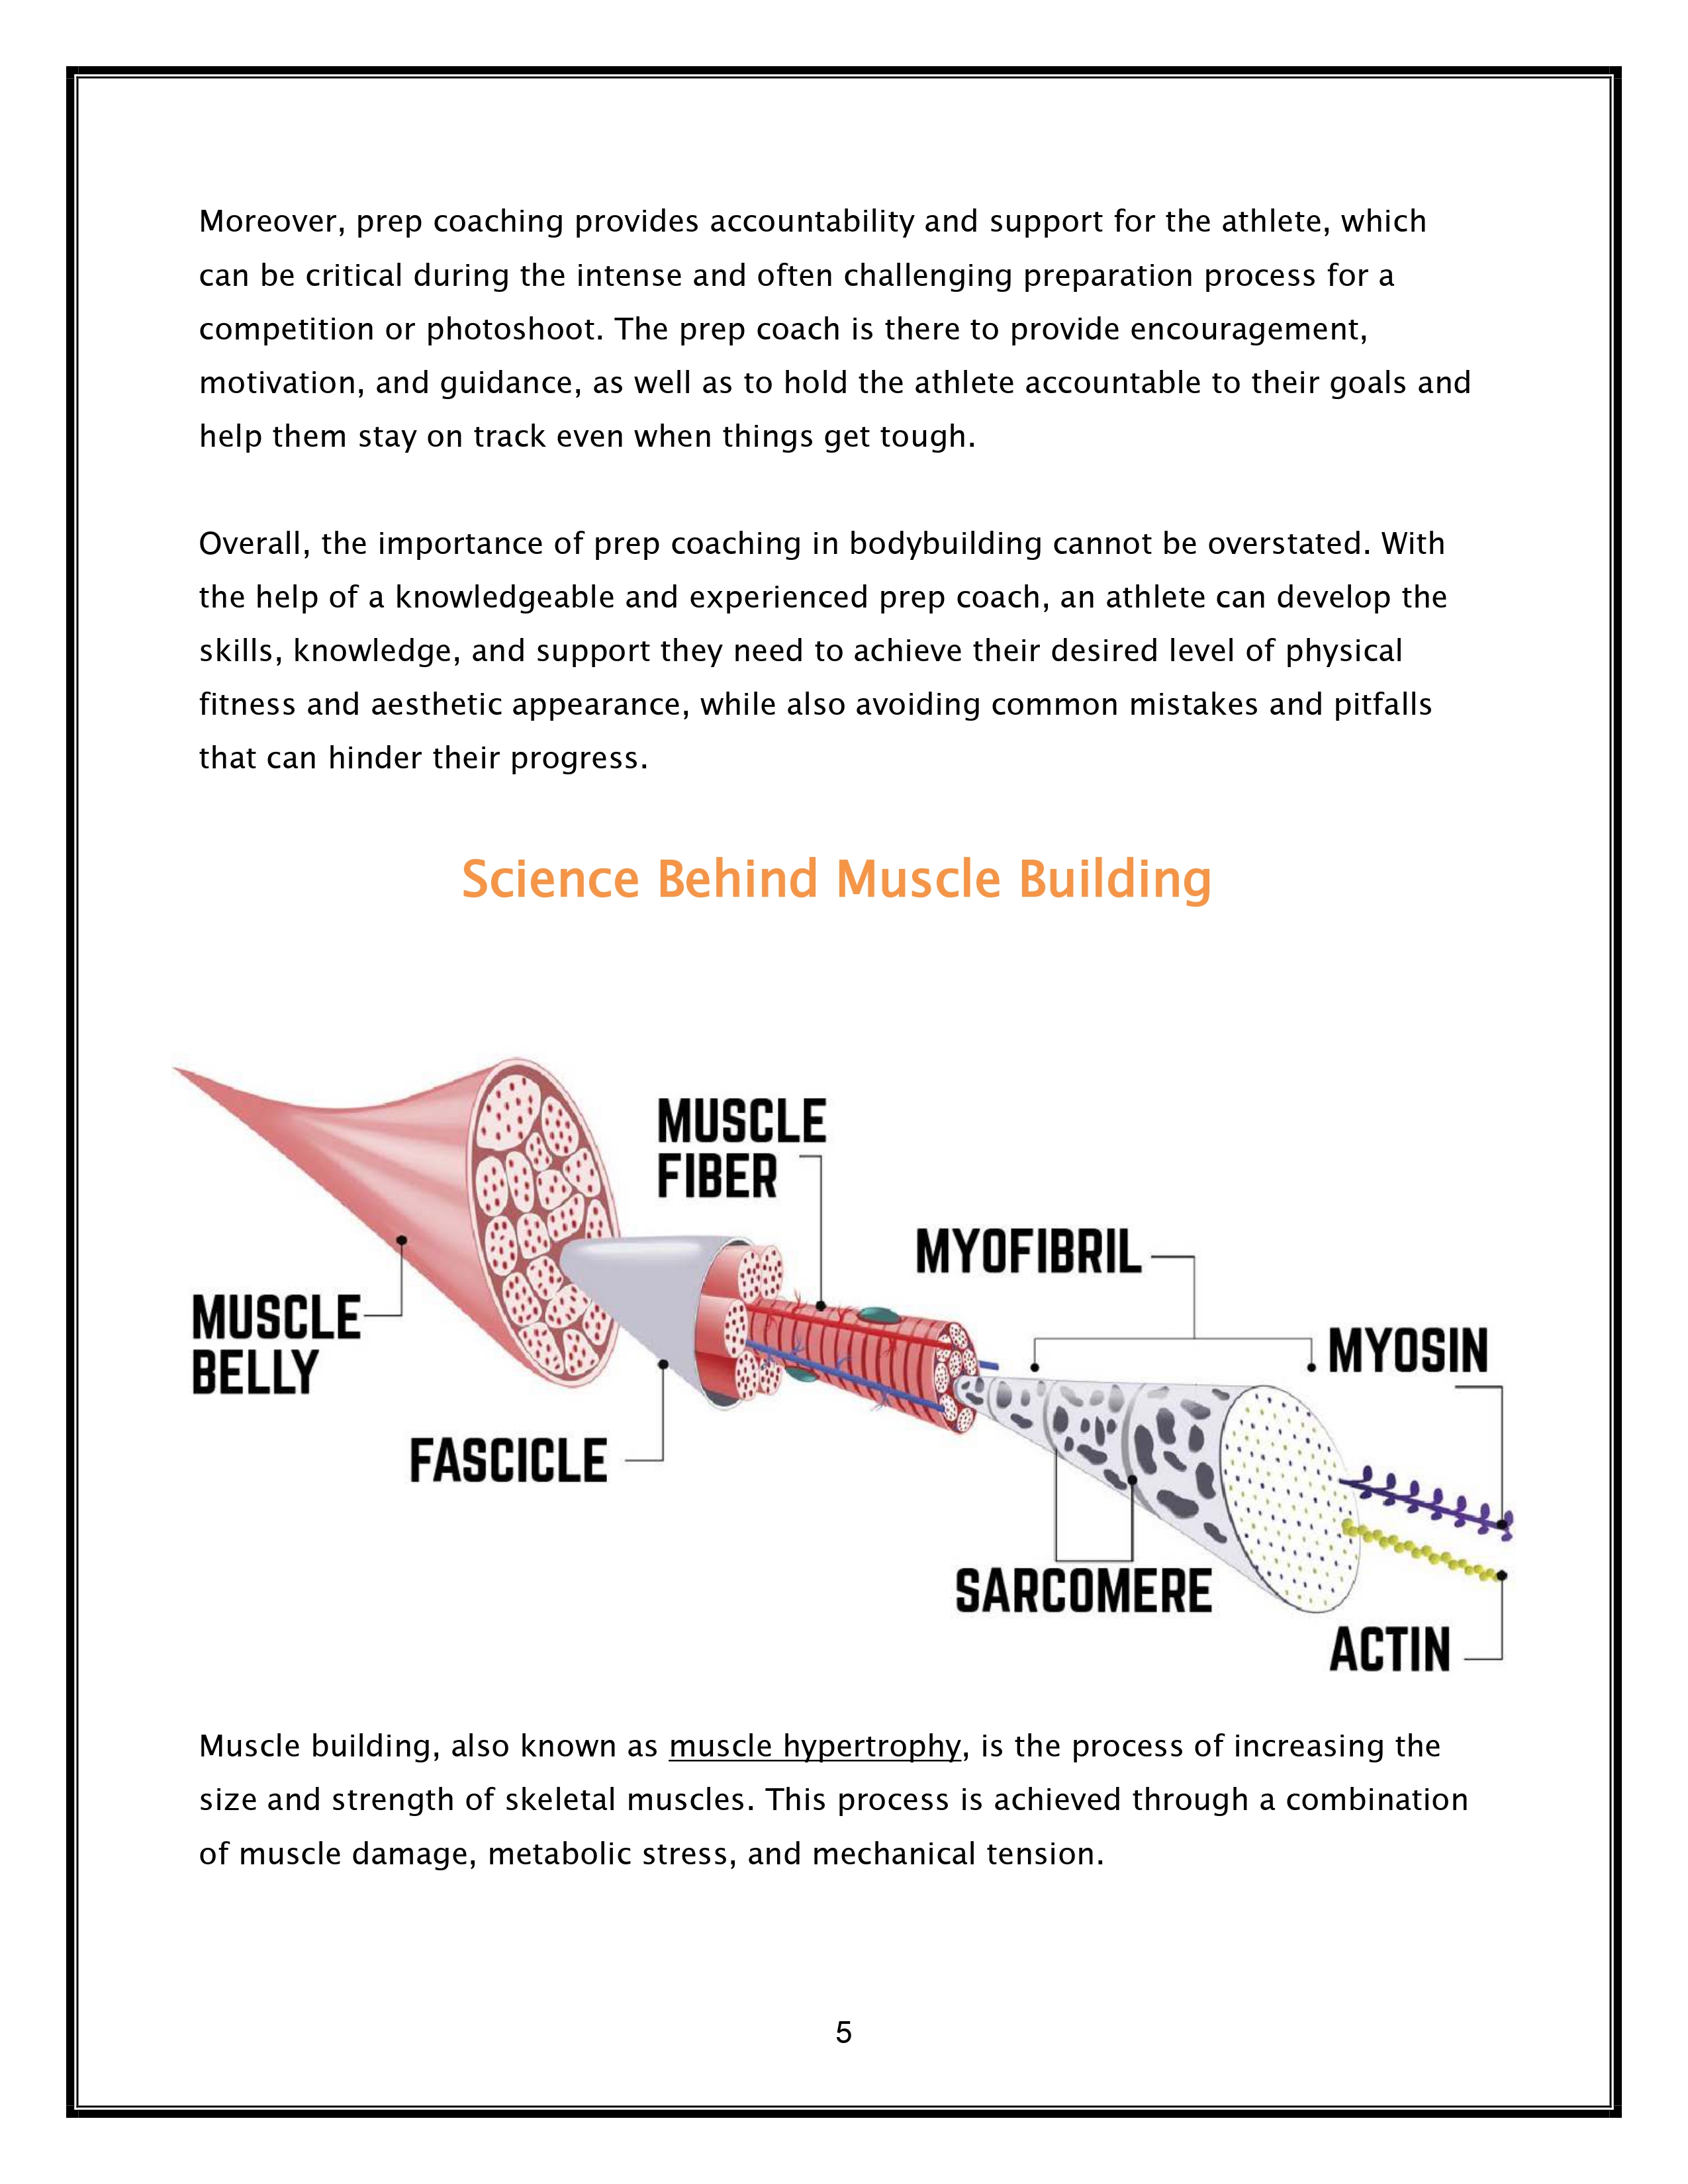 Moreover, prep coaching provides accountability and support for the athlete, which
can be critical during the intense and often challenging preparation process for a
competition or photoshoot. The prep coach is there to provide encouragement,
motivation, and guidance, as well as to hold the athlete accountable to their goals and
help them stay on track even when things get tough.
Overall, the importance of prep coaching in bodybuilding cannot be overstated. With
the help of a knowledgeable and experienced prep coach, an athlete can develop the
skills, knowledge, and support they need to achieve their desired level of physical
fitness and aesthetic appearance, while also avoiding common mistakes and pitfalls
that can hinder their progress.
Science Behind Muscle Building
MUSCLE
FIBER
MYOFIBRIL
MUSCLE
BELLY
MYOSIN
FASCICLE
SARCOMERE
ACTIN
Muscle building, also known as muscle hypertrophy, is the process of increasing the
size and strength of skeletal muscles. This process is achieved through a combination
of muscle damage, metabolic stress, and mechanical tension.
5